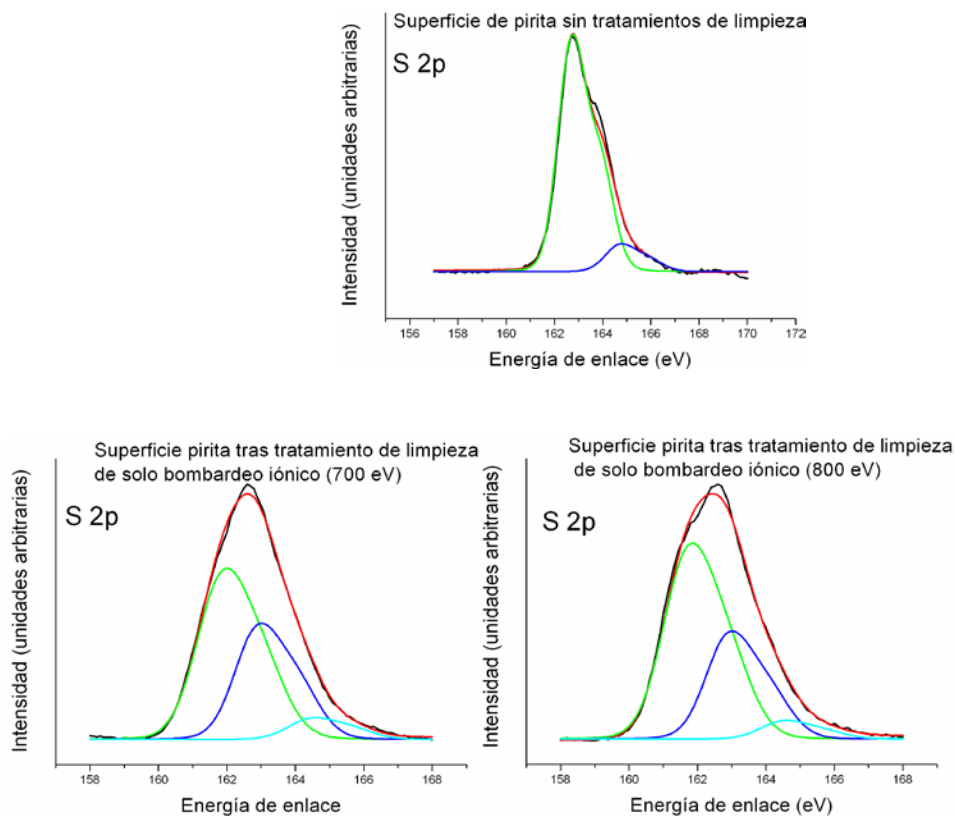 Superficie de pirita sin tratamientos de limpieza
S 2p
Intensidad (unidades arbitrarias)
156 158 160 162 164 166 168 170 172
Energía de enlace (eV)
Superficie pirita tras tratamiento de limpieza
de solo bombardeo iónico (700 eV)
S 2p
Intensidad (unidades arbitrarias)
158 160 162 164 166 168
Energía de enlace
Superficie pirita tras tratamiento de limpieza
de solo bombardeo iónico (800 eV)
S 2p
Intensidad (unidades arbitrarias)
158 160 162 164 166 168
Energía de enlace (eV)